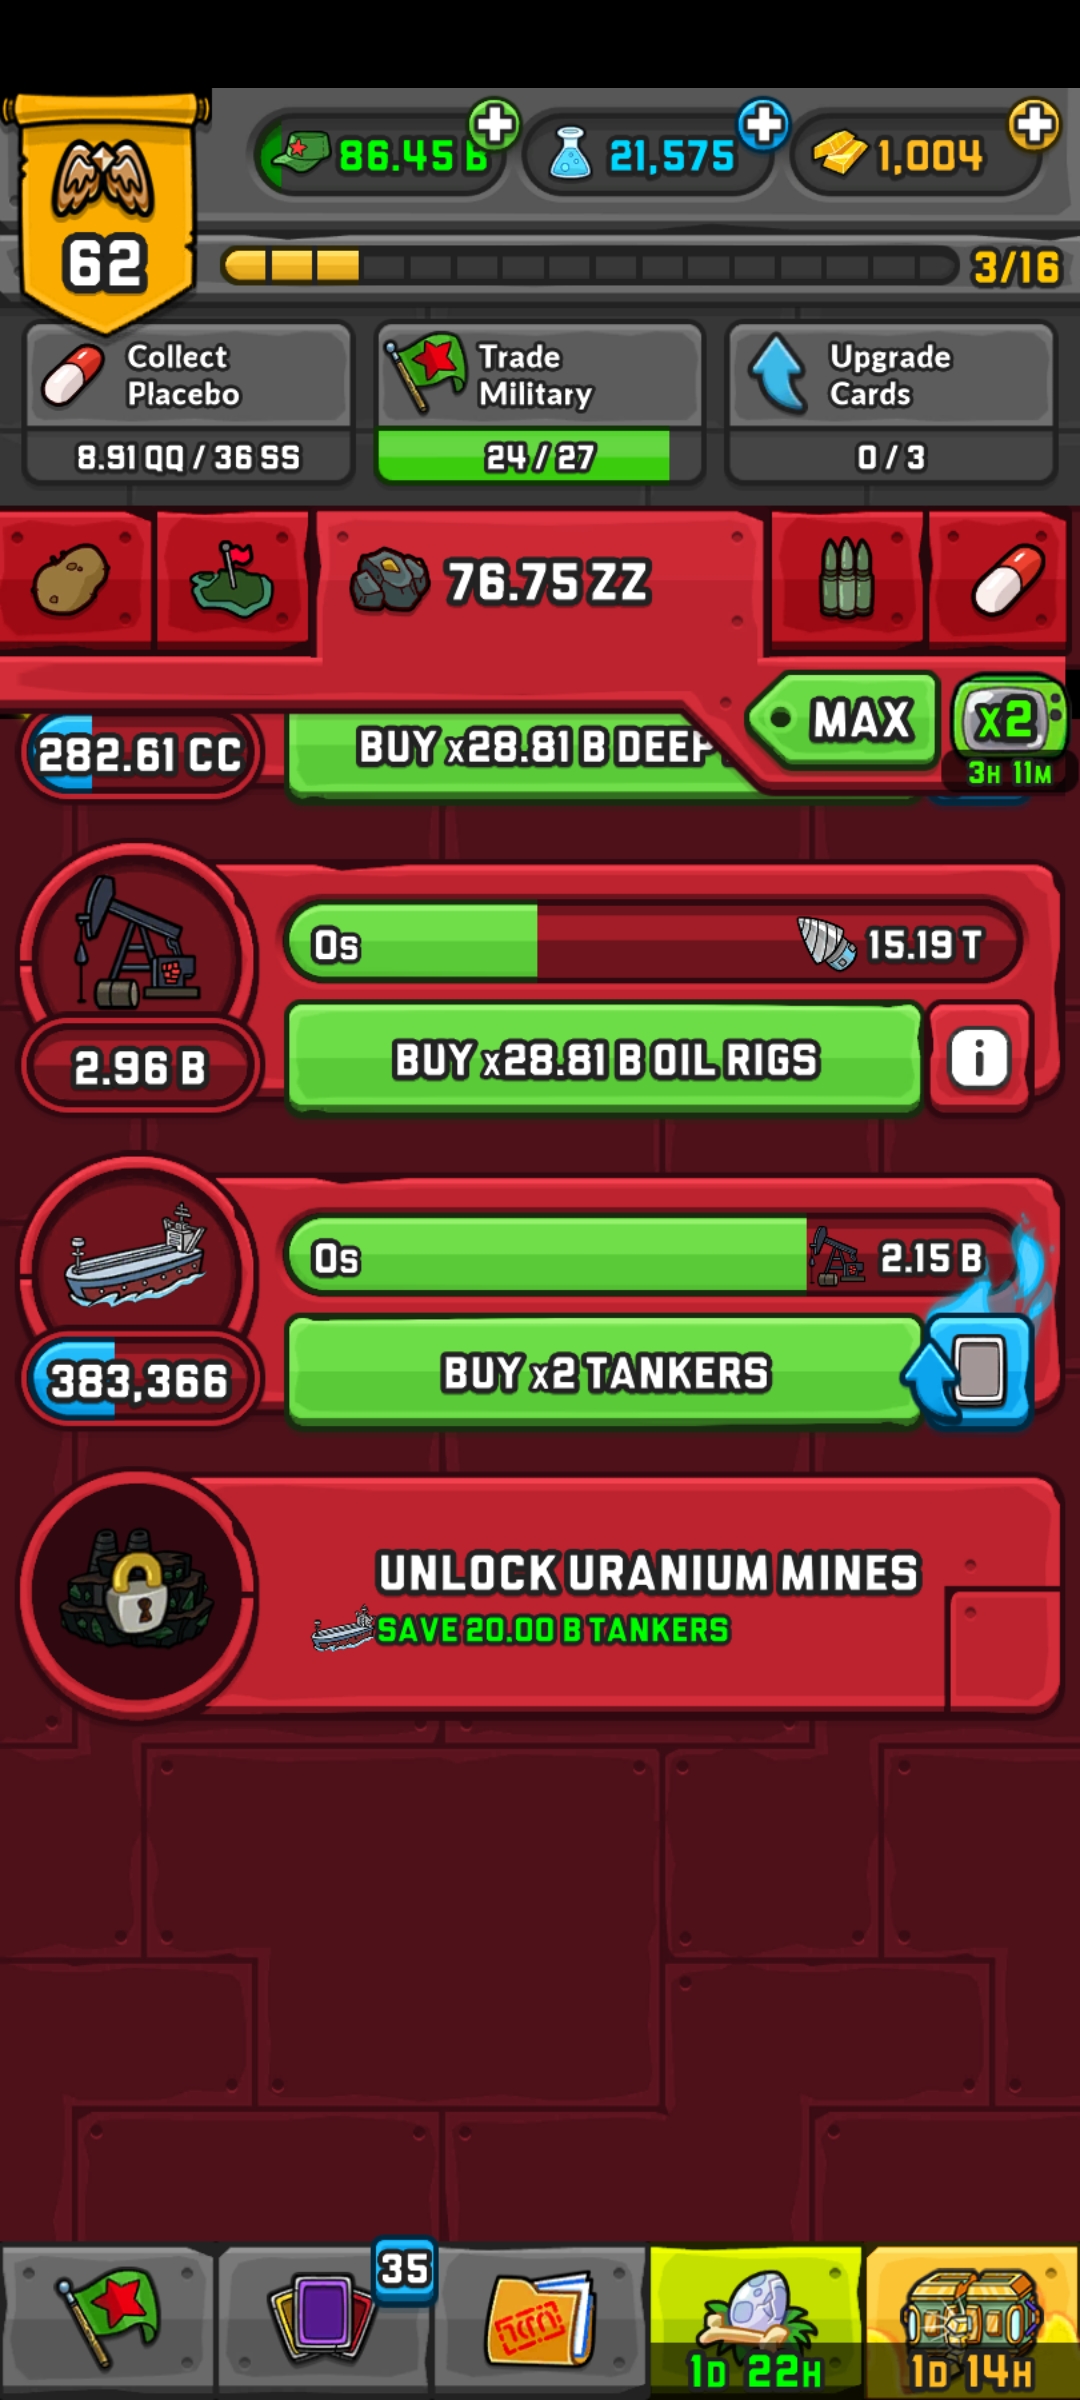 86.45 B
21,575
1,004
62
3/16
Collect
Placebo
Trade
Military
Upgrade
Cards
8.91 QQ / 36 SS
24 / 27
0 / 3
76.75 ZZ
MAX
x2
3H 11M
282.61 CC
BUY x28.81 B DEEP
0s
15.19 T
2.96 B
BUY x28.81 B OIL RIGS
i
0s
2.15 B
383,366
BUY x2 TANKERS
UNLOCK URANIUM MINES
SAVE 20.00 B TANKERS
35
1D 22H
1D 14H